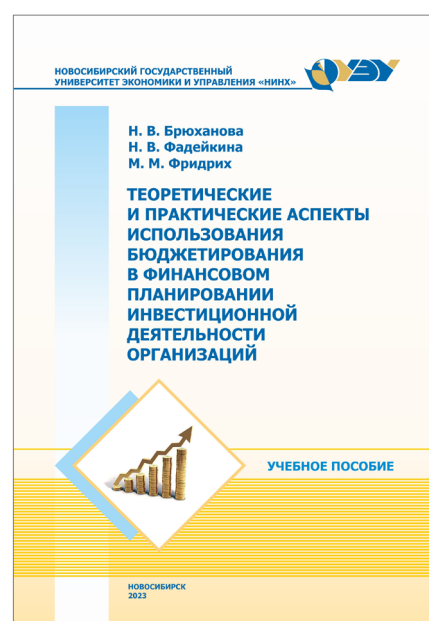 НОВОСИБИРСКИЙ ГОСУДАРСТВЕННЫЙ
УНИВЕРСИТЕТ ЭКОНОМИКИ И УПРАВЛЕНИЯ «НИНХ»
Н. В. Брюханова
Н. В. Фадейкина
М. М. Фридрих
ТЕОРЕТИЧЕСКИЕ
И ПРАКТИЧЕСКИЕ АСПЕКТЫ
ИСПОЛЬЗОВАНИЯ
БЮДЖЕТИРОВАНИЯ
В ФИНАНСОВОМ
ПЛАНИРОВАНИИ
ИНВЕСТИЦИОННОЙ
ДЕЯТЕЛЬНОСТИ
ОРГАНИЗАЦИЙ
УЧЕБНОЕ ПОСОБИЕ
НОВОСИБИРСК
2023